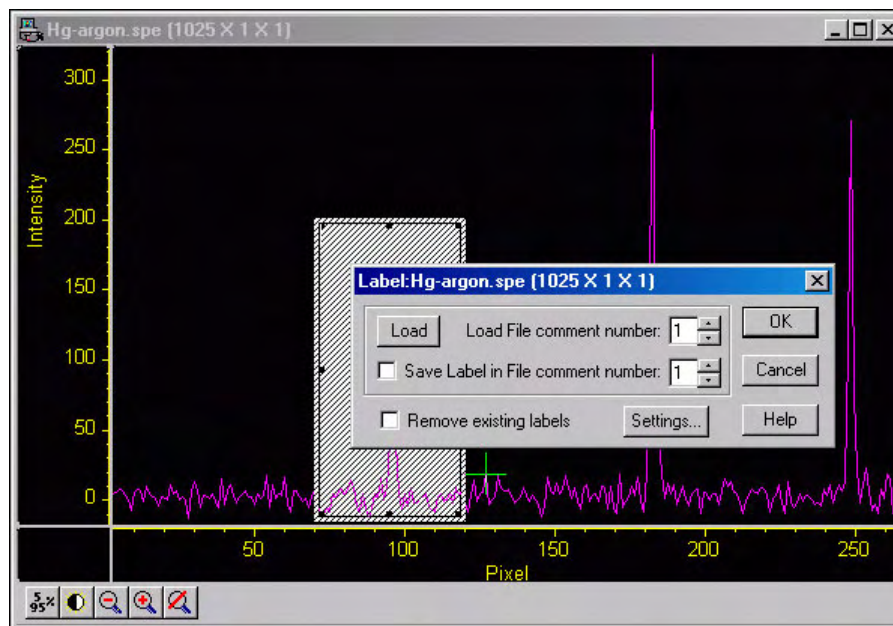 Hg-argon.spe (1025 X 1 X 1)
300
250
200
150
100
50
0
Intensity
Label:Hg-argon.spe (1025 X 1 X 1)
Load
Load File comment number: 1
OK
Save Label in File comment number: 1
Cancel
Remove existing labels
Settings...
Help
50 100 150 200 250
Pixel
5
95%